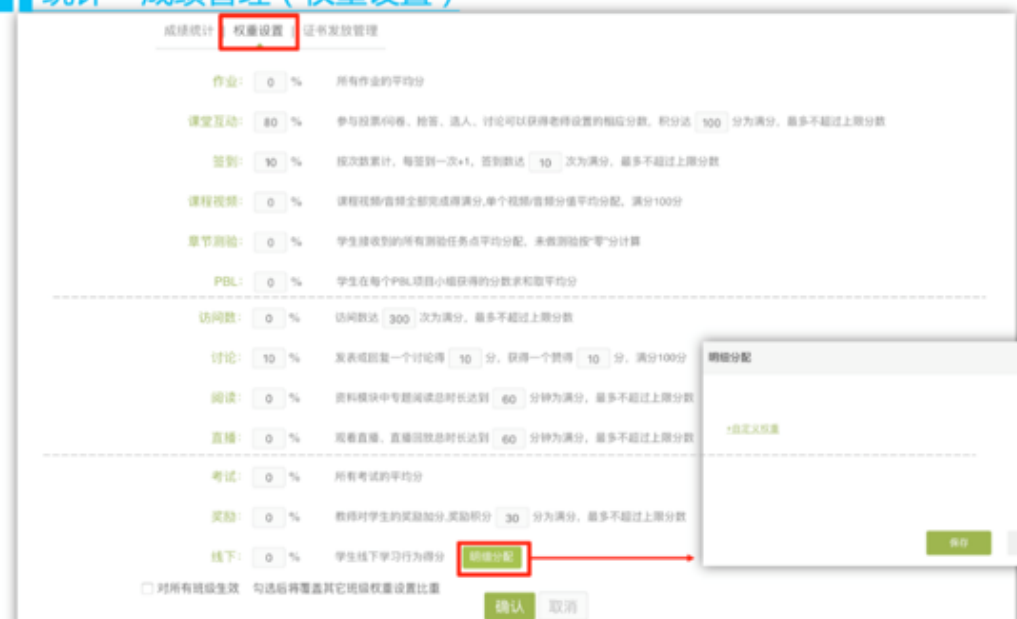 统计—成绩管理（权重设置）
成绩统计 | 权重设置 | 证书发放管理
作业： 0 % 所有作业的平均分
课堂互动： 80 % 参与投票/问卷、抢答、选人、讨论可以获得老师设置的相应分数，积分达 100 分为满分，最多不超过上限分数
签到： 10 % 按次数累计，每签到一次+1，签到数达 10 次为满分，最多不超过上限分数
课程视频： 0 % 课程视频/音频全部完成得满分,单个视频/音频分值平均分配，满分100分
章节测验： 0 % 学生接收到的所有测验任务点平均分配，未做测验按"零"分计算
PBL： 0 % 学生在每个PBL项目小组获得的分数求和取平均分
访问数： 0 % 访问数达 300 次为满分，最多不超过上限分数
讨论： 10 % 发表或回复一个讨论得 10 分，获得一个赞得 10 分，满分100分
明细分配
阅读： 0 % 资料模块中专题阅读总时长达到 60 分钟为满分，最多不超过上限分数
+自定义权重
直播： 0 % 观看直播、直播回放总时长达到 60 分钟为满分，最多不超过上限分数
考试： 0 % 所有考试的平均分
奖励： 0 % 教师对学生的奖励加分,奖励积分 30 分为满分，最多不超过上限分数
保存
线下： 0 % 学生线下学习行为得分 明细分配
对所有班级生效 勾选后将覆盖其它班级权重设置比重
确认 取消